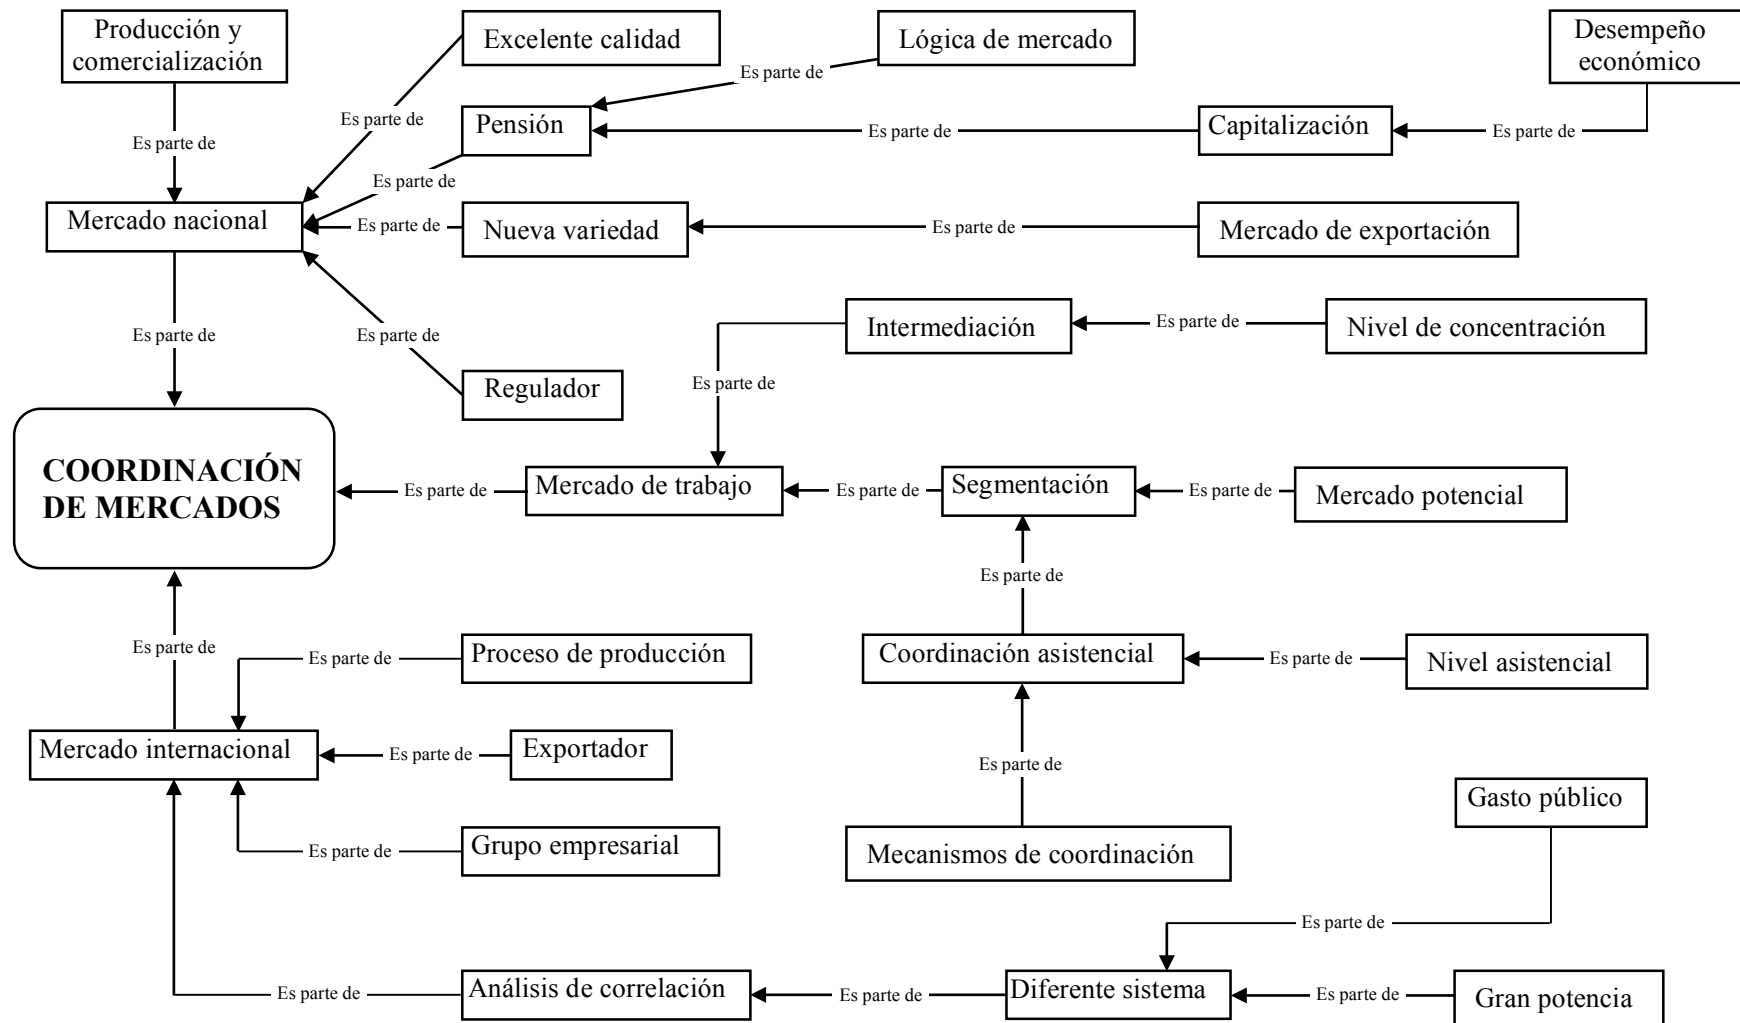 Producción y
comercialización
Excelente calidad
Lógica de mercado
Desempeño
económico
Es parte de
Es parte de
Pensión
Es parte de
Capitalización
Es parte de
Es parte de
Es parte de
Mercado nacional
Es parte de
Nueva variedad
Es parte de
Mercado de exportación
Es parte de
Es parte de
Intermediación
Es parte de
Nivel de concentración
Regulador
Es parte de
COORDINACIÓN
DE MERCADOS
Es parte de
Mercado de trabajo
Es parte de
Segmentación
Es parte de
Mercado potencial
Es parte de
Es parte de
Es parte de
Proceso de producción
Coordinación asistencial
Es parte de
Nivel asistencial
Mercado internacional
Es parte de
Exportador
Es parte de
Gasto público
Es parte de
Grupo empresarial
Mecanismos de coordinación
Es parte de
Es parte de
Análisis de correlación
Es parte de
Diferente sistema
Es parte de
Gran potencia